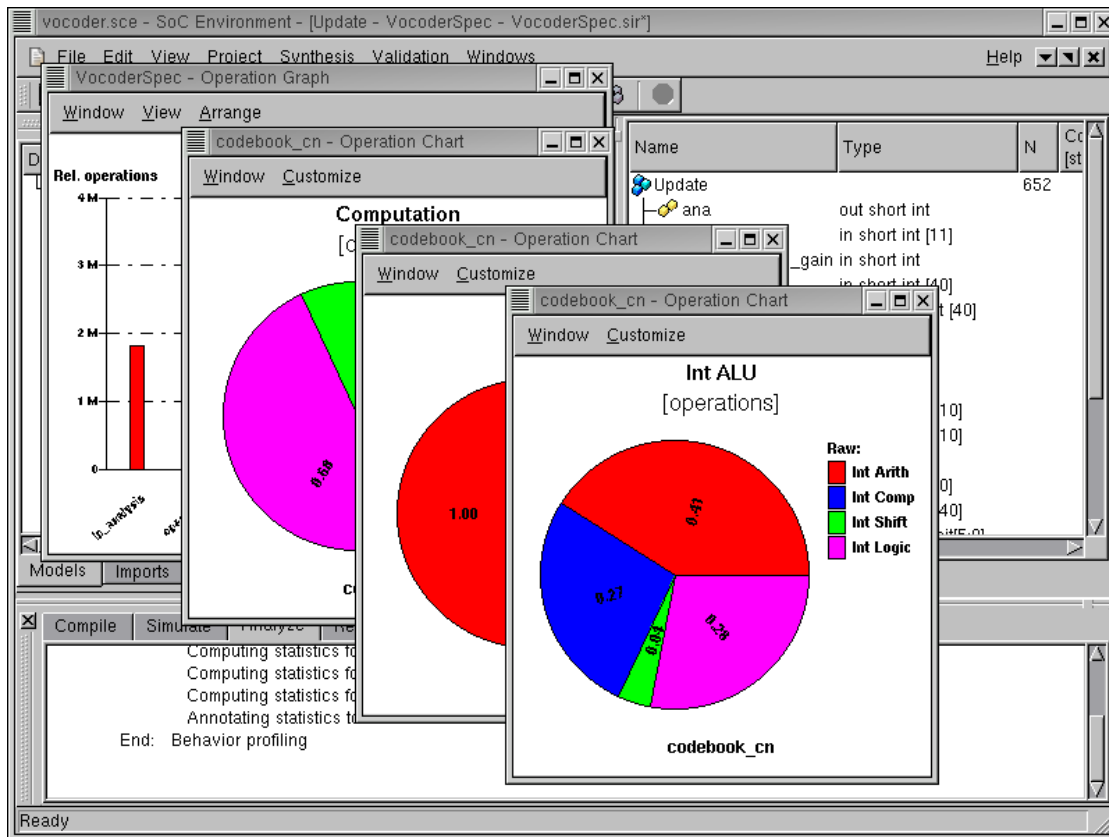 vocoder.sce - SoC Environment - [Update - VocoderSpec - VocoderSpec.sir*]
File Edit View Project Synthesis Validation Windows Help
VocoderSpec - Operation Graph
Window View Arrange
Rel. operations
4 M
3 M
2 M
1 M
0
lp_analysis
codebook_cn - Operation Chart
Window Customize
Computation
0.68
codebook_cn - Operation Chart
Window Customize
1.00
codebook_cn - Operation Chart
Window Customize
Int ALU
[operations]
Raw:
Int Arith
Int Comp
Int Shift
Int Logic
0.41
0.27
0.04
0.28
codebook_cn
Name Type N
Update 652
ana out short int
in short int [11]
_gain in short int
in short int [40]
t [40]
10]
10]
0]
40]
Models Imports
Compile Simulate Analyze
Computing statistics
Computing statistics
Computing statistics
Annotating statistics
End: Behavior profiling
Ready